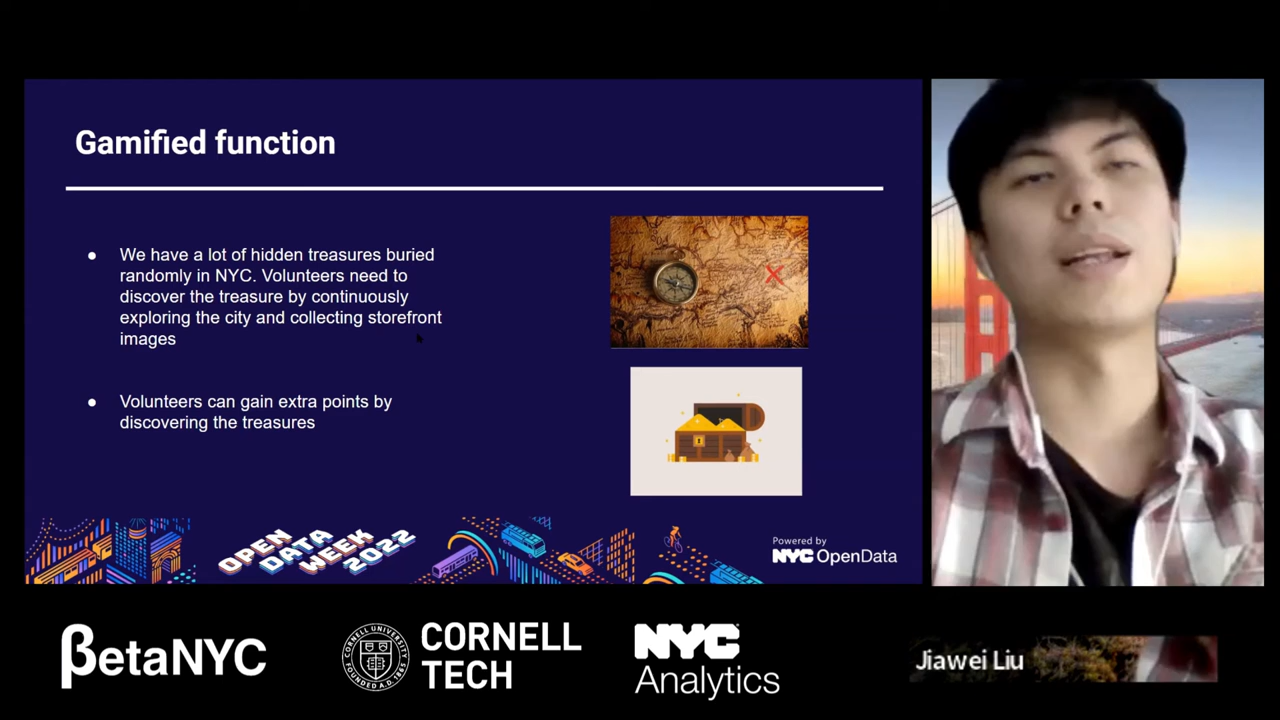 Gamified function
● We have a lot of hidden treasures buried
randomly in NYC. Volunteers need to
discover the treasure by continuously
exploring the city and collecting storefront
images
● Volunteers can gain extra points by
discovering the treasures
OPEN
DATA
WEEK
2022
Powered by
NYC OpenData
βetaNYC
CORNELL
TECH
NYC
Analytics
Jiawei Liu